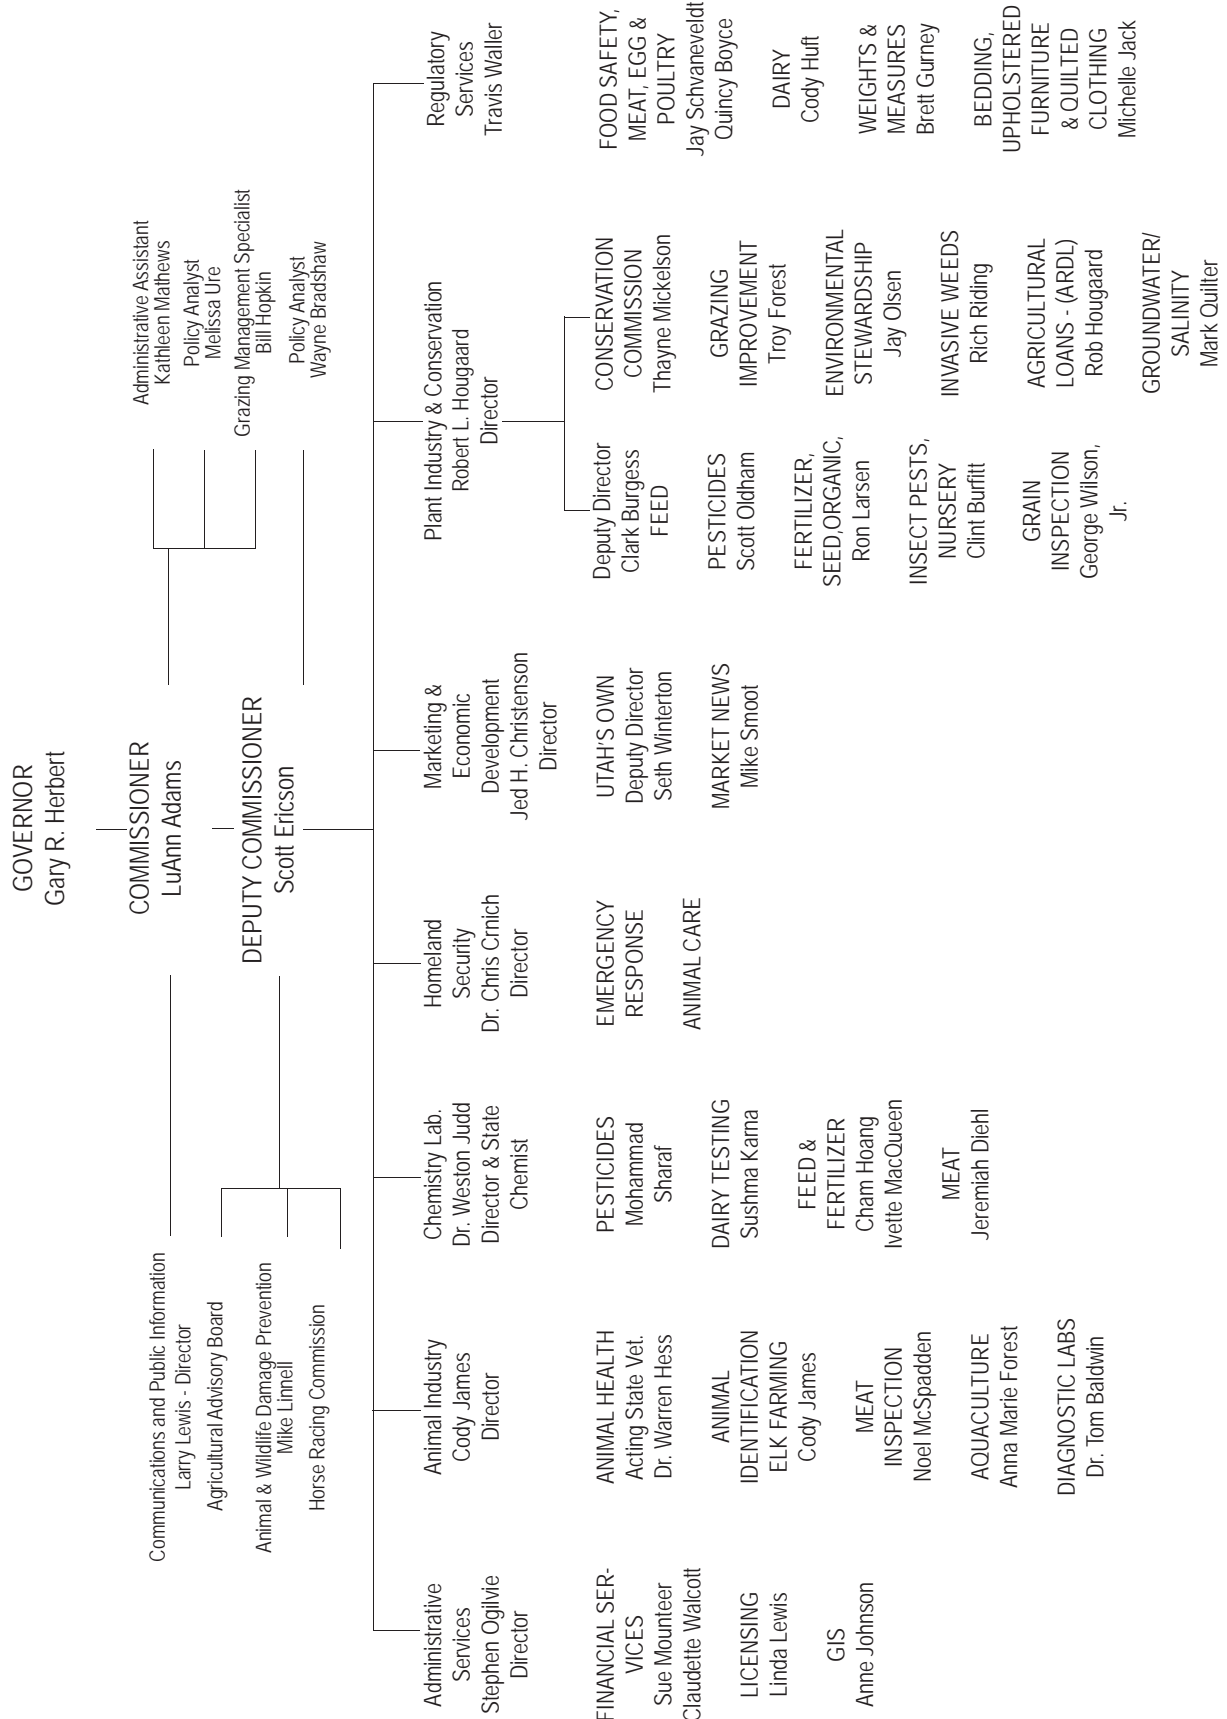 GOVERNOR
Gary R. Herbert
COMMISSIONER
LuAnn Adams
DEPUTY COMMISSIONER
Scott Ericson
Communications and Public Information
Larry Lewis - Director
Agricultural Advisory Board
Animal & Wildlife Damage Prevention
Mike Linnell
Horse Racing Commission
Administrative Assistant
Kathleen Mathews
Policy Analyst
Melissa Ure
Grazing Management Specialist
Bill Hopkin
Policy Analyst
Wayne Bradshaw
Administrative
Services
Stephen Ogilvie
Director
FINANCIAL SER-
VICES
Sue Mounteer
Claudette Walcott
LICENSING
Linda Lewis
GIS
Anne Johnson
Animal Industry
Cody James
Director
ANIMAL HEALTH
Acting State Vet.
Dr. Warren Hess
ANIMAL
IDENTIFICATION
ELK FARMING
Cody James
MEAT
INSPECTION
Noel McSpadden
AQUACULTURE
Anna Marie Forest
DIAGNOSTIC LABS
Dr. Tom Baldwin
Chemistry Lab.
Dr. Weston Judd
Director & State
Chemist
PESTICIDES
Mohammad
Sharaf
DAIRY TESTING
Sushma Karna
FEED &
FERTILIZER
Cham Hoang
Ivette MacQueen
MEAT
Jeremiah Diehl
Homeland
Security
Dr. Chris Crnich
Director
EMERGENCY
RESPONSE
ANIMAL CARE
Marketing &
Economic
Development
Jed H. Christenson
Director
UTAH'S OWN
Deputy Director
Seth Winterton
MARKET NEWS
Mike Smoot
Plant Industry & Conservation
Robert L. Hougaard
Director
Deputy Director
Clark Burgess
FEED
PESTICIDES
Scott Oldham
FERTILIZER,
SEED,ORGANIC,
Ron Larsen
INSECT PESTS,
NURSERY
Clint Burfitt
GRAIN
INSPECTION
George Wilson,
Jr.
CONSERVATION
COMMISSION
Thayne Mickelson
GRAZING
IMPROVEMENT
Troy Forest
ENVIRONMENTAL
STEWARDSHIP
Jay Olsen
INVASIVE WEEDS
Rich Riding
AGRICULTURAL
LOANS - (ARDL)
Rob Hougaard
GROUNDWATER/
SALINITY
Mark Quilter
Regulatory
Services
Travis Waller
FOOD SAFETY,
MEAT, EGG &
POULTRY
Jay Schvaneveldt
Quincy Boyce
DAIRY
Cody Huft
WEIGHTS &
MEASURES
Brett Gurney
BEDDING,
UPHOLSTERED
FURNITURE
& QUILTED
CLOTHING
Michelle Jack